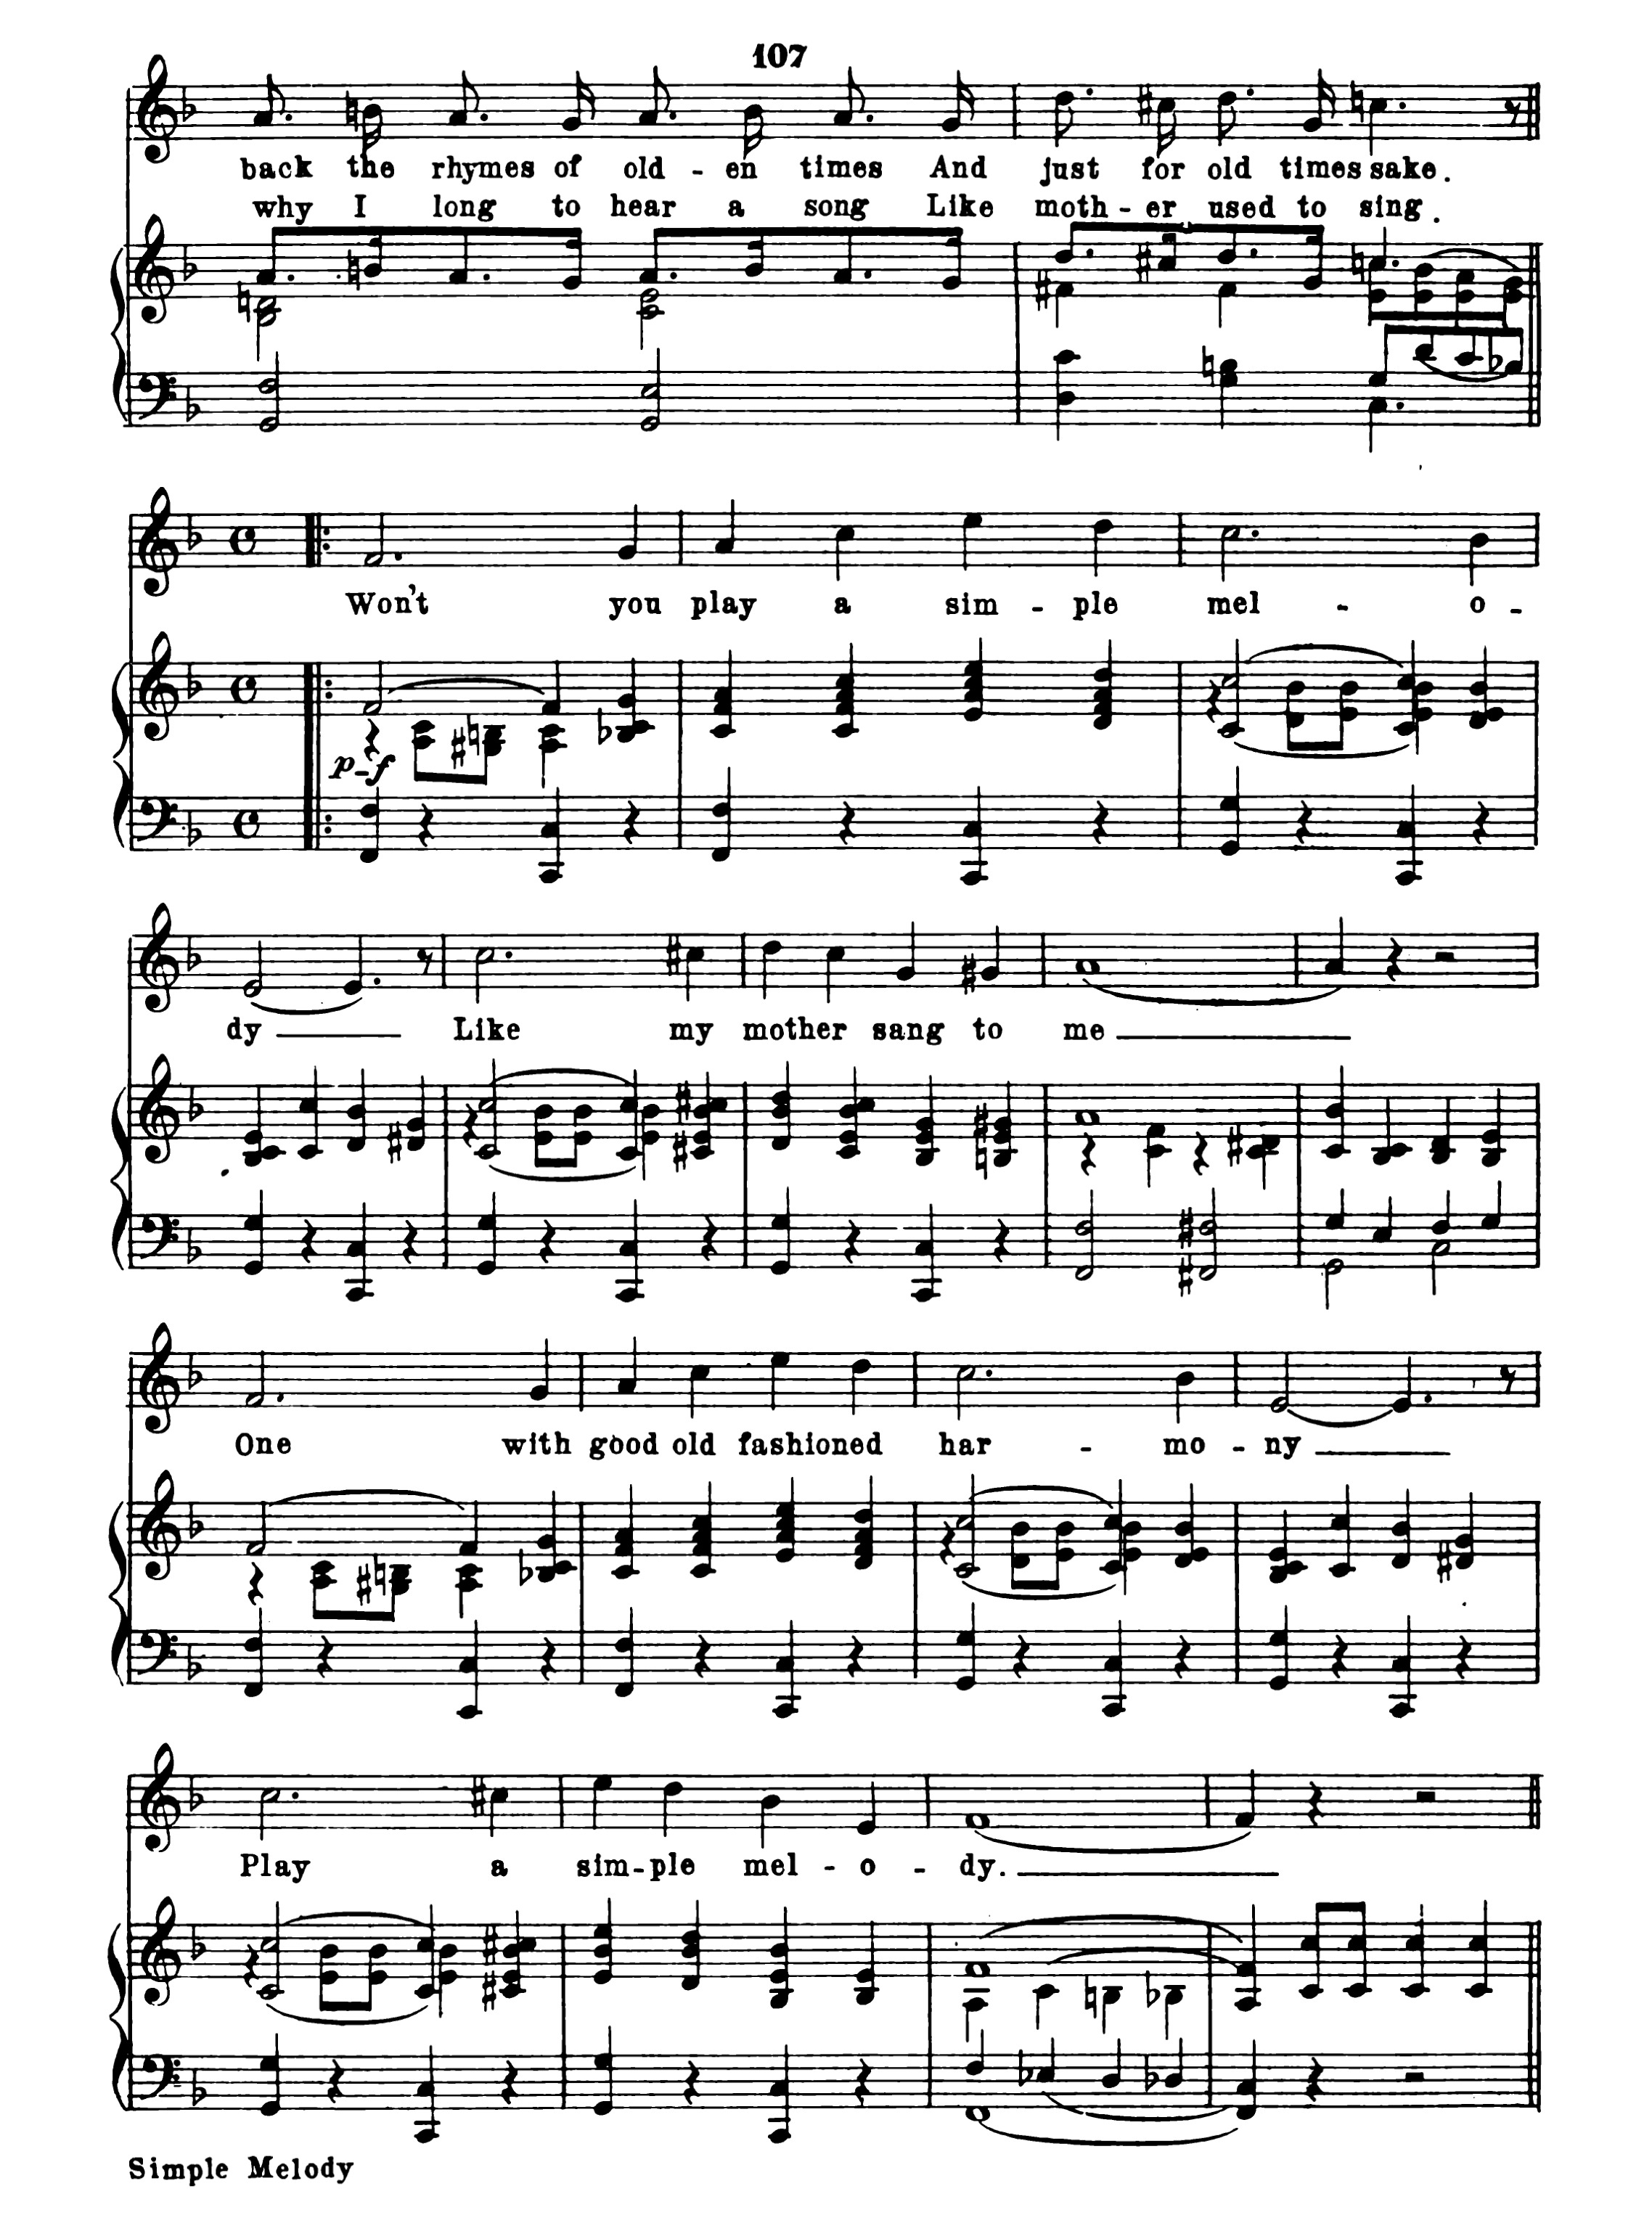 107
back the rhymes of old - en times And just for old times sake.
why I long to hear a song Like moth - er used to sing.
Won't you play a sim - ple mel - o -
p-f
dy Like my mother sang to me
One with good old fashioned har - mo - ny
Play a sim - ple mel - o - dy.
Simple Melody